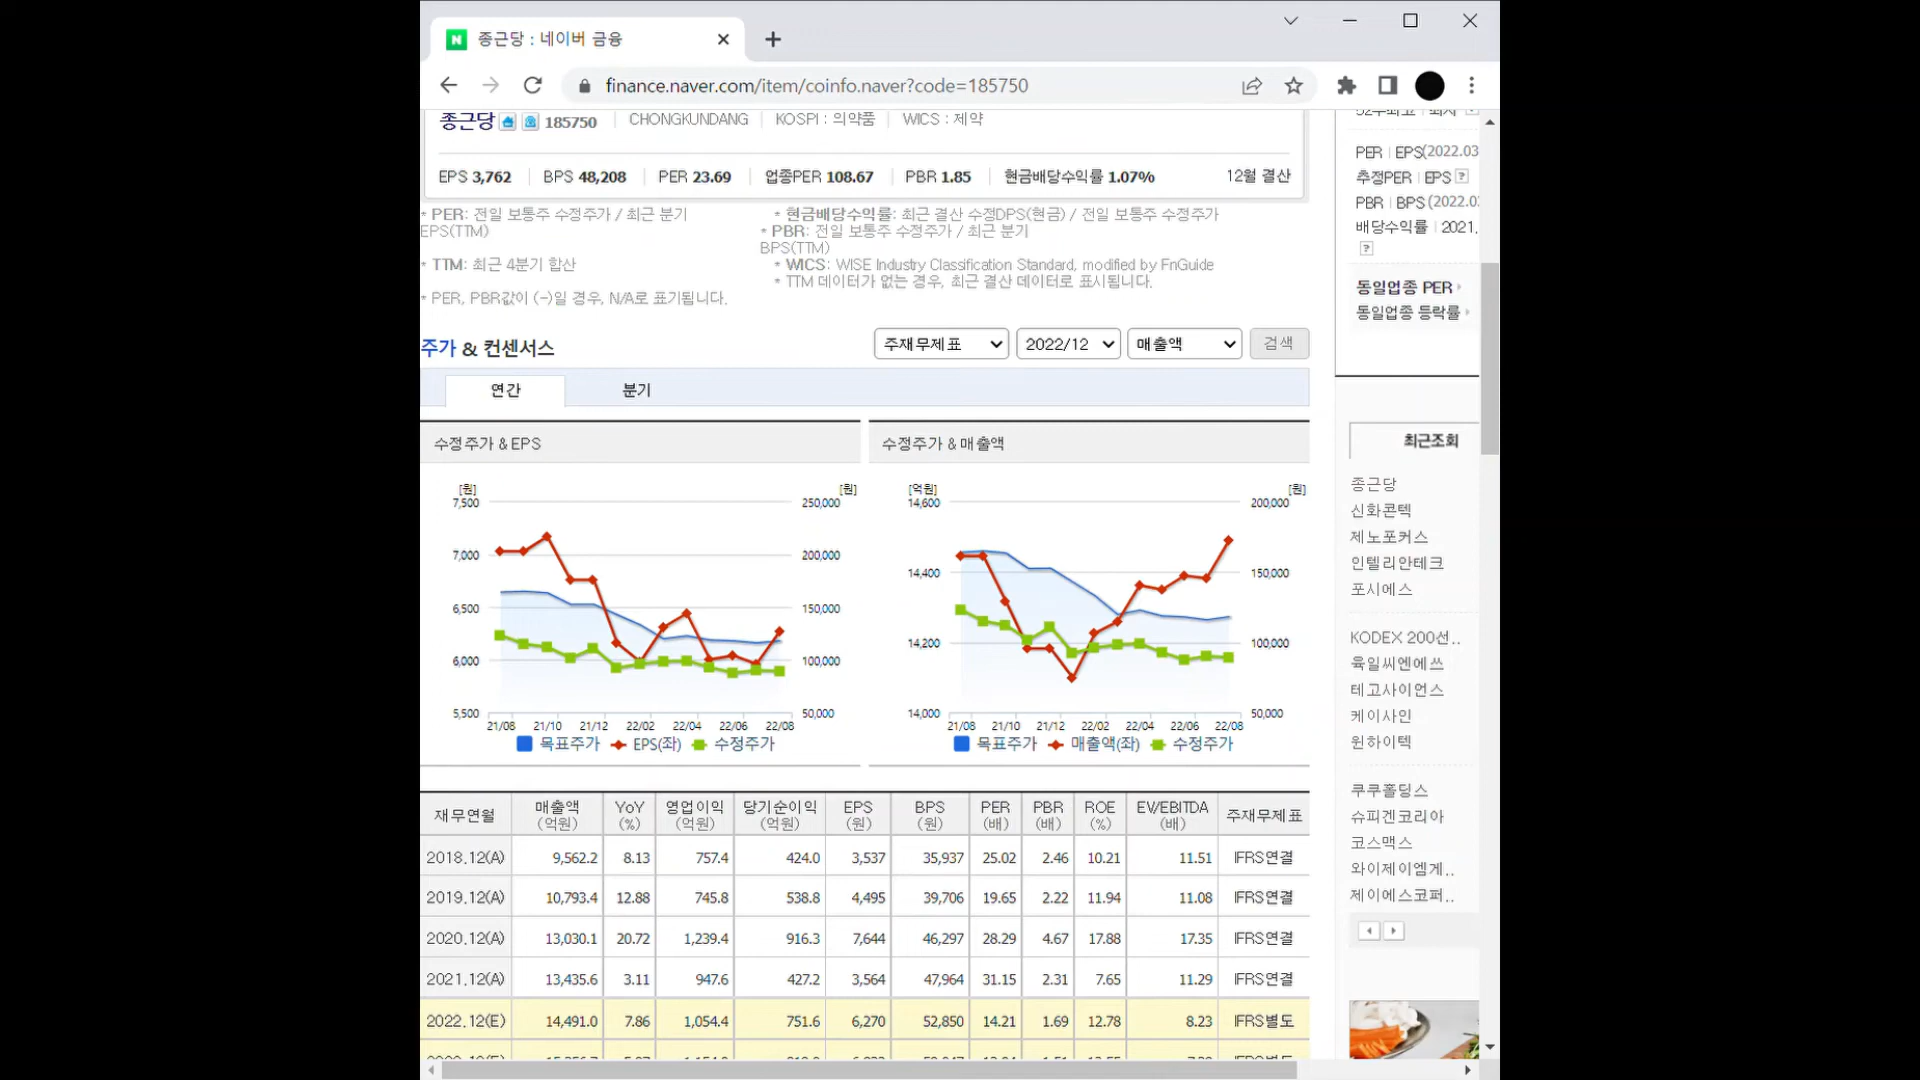 종근당 : 네이버 금융
finance.naver.com/item/coinfo.naver?code=185750
종근당 185750 CHONGKUNDANG KOSPI : 의약품 WICS : 제약
EPS 3,762 BPS 48,208 PER 23.69 업종PER 108.67 PBR 1.85 현금배당수익률 1.07% 12월 결산
* PER: 전일 보통주 수정주가 / 최근 분기
EPS(TTM)
* TTM: 최근 4분기 합산
* PER, PBR값이 (-)일 경우, N/A로 표기됩니다.
* 현금배당수익률: 최근 결산 수정DPS(현금) / 전일 보통주 수정주가
* PBR: 전일 보통주 수정주가 / 최근 분기
BPS(TTM)
* WICS: WISE Industry Classification Standard, modified by FnGuide
* TTM 데이터가 없는 경우, 최근 결산 데이터로 표시됩니다.
주가 & 컨센서스 주재무제표 2022/12 매출액 검색
연간 분기
수정주가 & EPS
[원] [원]
7,500 250,000
7,000 200,000
6,500 150,000
6,000 100,000
5,500 50,000
21/08 21/10 21/12 22/02 22/04 22/06 22/08
목표주가 EPS(좌) 수정주가
수정주가 & 매출액
[억원] [원]
14,600 200,000
14,400 150,000
14,200 100,000
14,000 50,000
21/08 21/10 21/12 22/02 22/04 22/06 22/08
목표주가 매출액(좌) 수정주가
재무연월 매출액 (억원) YoY (%) 영업이익 (억원) 당기순이익 (억원) EPS (원) BPS (원) PER (배) PBR (배) ROE (%) EV/EBITDA (배) 주재무제표
2018.12(A) 9,562.2 8.13 757.4 424.0 3,537 35,937 25.02 2.46 10.21 11.51 IFRS연결
2019.12(A) 10,793.4 12.88 745.8 538.8 4,495 39,706 19.65 2.22 11.94 11.08 IFRS연결
2020.12(A) 13,030.1 20.72 1,239.4 916.3 7,644 46,297 28.29 4.67 17.88 17.35 IFRS연결
2021.12(A) 13,435.6 3.11 947.6 427.2 3,564 47,964 31.15 2.31 7.65 11.29 IFRS연결
2022.12(E) 14,491.0 7.86 1,054.4 751.6 6,270 52,850 14.21 1.69 12.78 8.23 IFRS별도
PER EPS(2022.03
추정PER EPS
PBR BPS (2022.0
배당수익률 2021.
동일업종 PER
동일업종 등락률
최근조회
종근당
신화콘텍
제노포커스
인텔리안테크
포시에스
KODEX 200선..
육일씨엔에쓰
테고사이언스
케이사인
윈하이텍
쿠쿠홀딩스
슈피겐코리아
코스맥스
와이제이엠게..
제이에스코퍼..